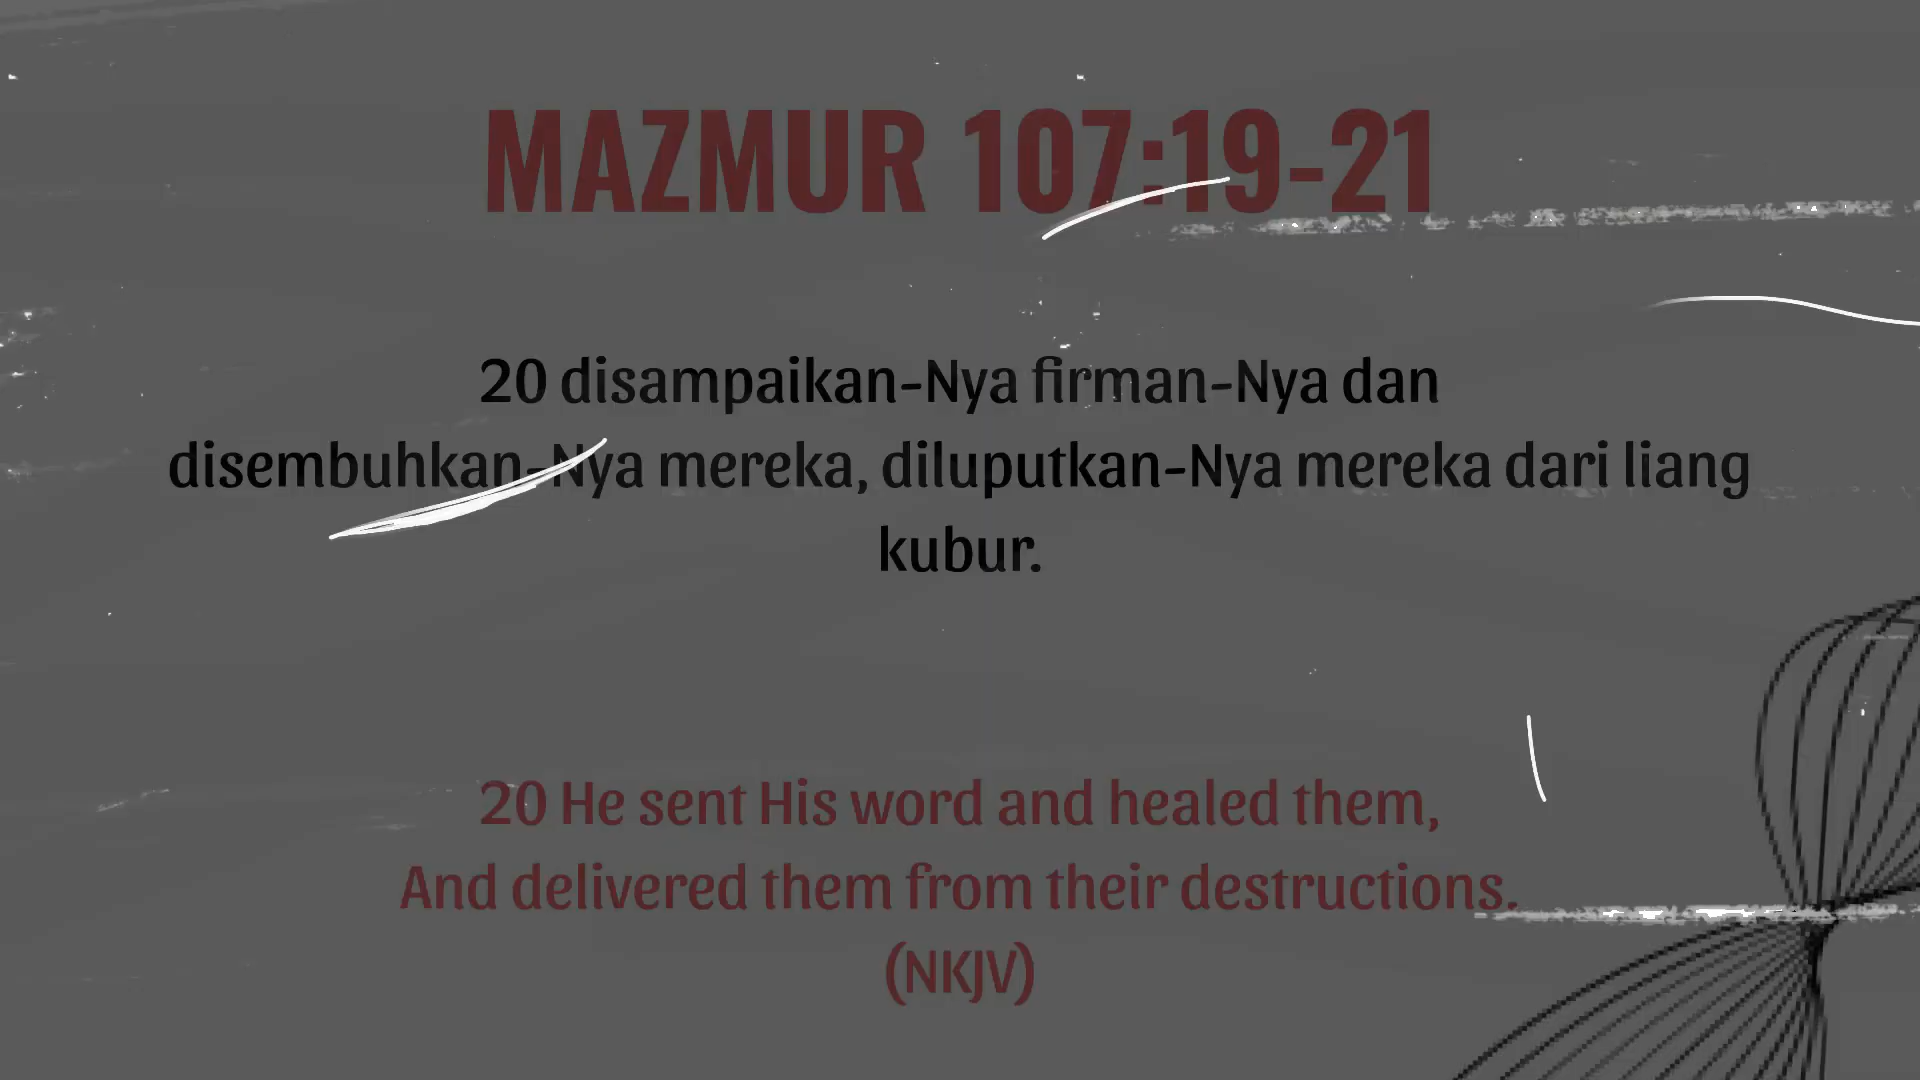 MAZMUR 107:19-21
20 disampaikan-Nya firman-Nya dan
disembuhkan-Nya mereka, diluputkan-Nya mereka dari liang
kubur.
20 He sent His word and healed them,
And delivered them from their destructions.
(NKJV)